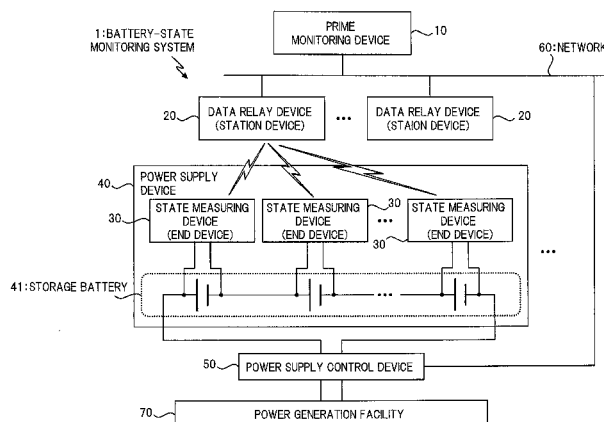 1:BATTERY-STATE
MONITORING SYSTEM
PRIME
MONITORING DEVICE
10
60:NETWORK
20
DATA RELAY DEVICE
(STATION DEVICE)
...
DATA RELAY DEVICE
(STAION DEVICE)
20
40
POWER SUPPLY
DEVICE
30
STATE MEASURING
DEVICE
(END DEVICE)
STATE MEASURING
DEVICE
(END DEVICE)
30
...
30
STATE MEASURING
DEVICE
(END DEVICE)
...
41:STORAGE BATTERY
...
50
POWER SUPPLY CONTROL DEVICE
70
POWER GENERATION FACILITY